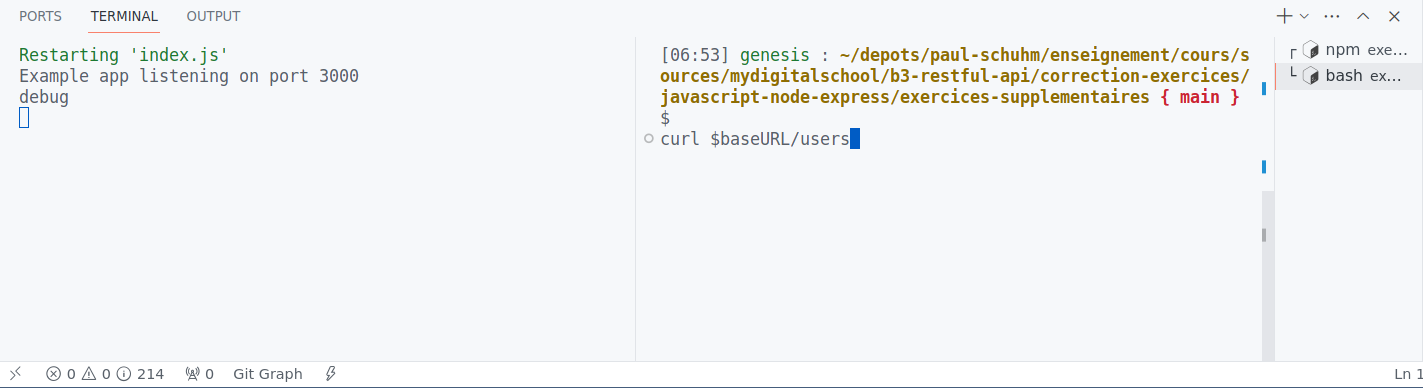 PORTS TERMINAL OUTPUT
Restarting 'index.js'
Example app listening on port 3000
debug
[06:53] genesis : ~/depots/paul-schuhm/enseignement/cours/s
ources/mydigitalschool/b3-restful-api/correction-exercices/
javascript-node-express/exercices-supplementaires { main }
$
curl $baseURL/users
npm exe...
bash ex...
0 0 214 0 Git Graph Ln 1